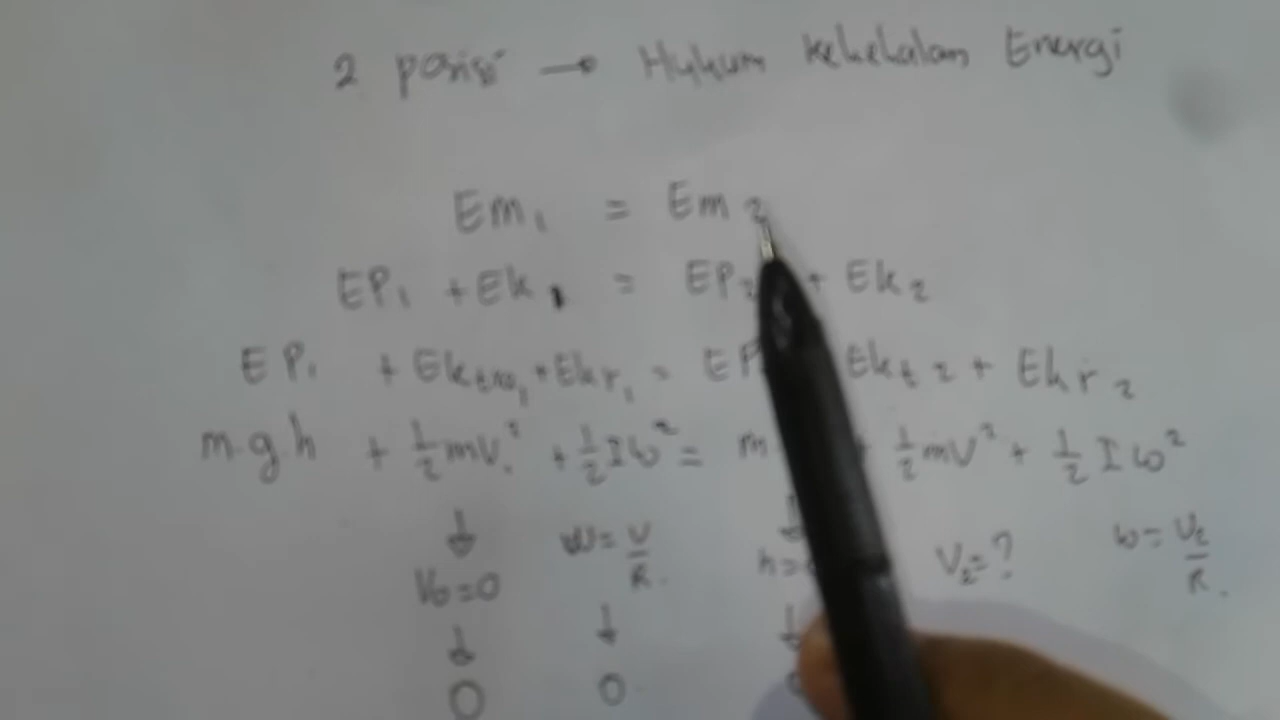 2 posisi → Hukum kekekalan Energi
Em₁ = Em₂
EP₁ + Ek₁ = EP₂ + Ek₂
EP₁ + Ektra₁ + Ekr₁ = EP + Ekt₂ + Ekr₂
m.g.h + ½mV² + ½Iω² = m + ½mV² + ½Iω²
↓ ω = V/R ↓ h= V₂=? ω = V₂/R.
V₀=0
↓ ↓ ↓
0 0